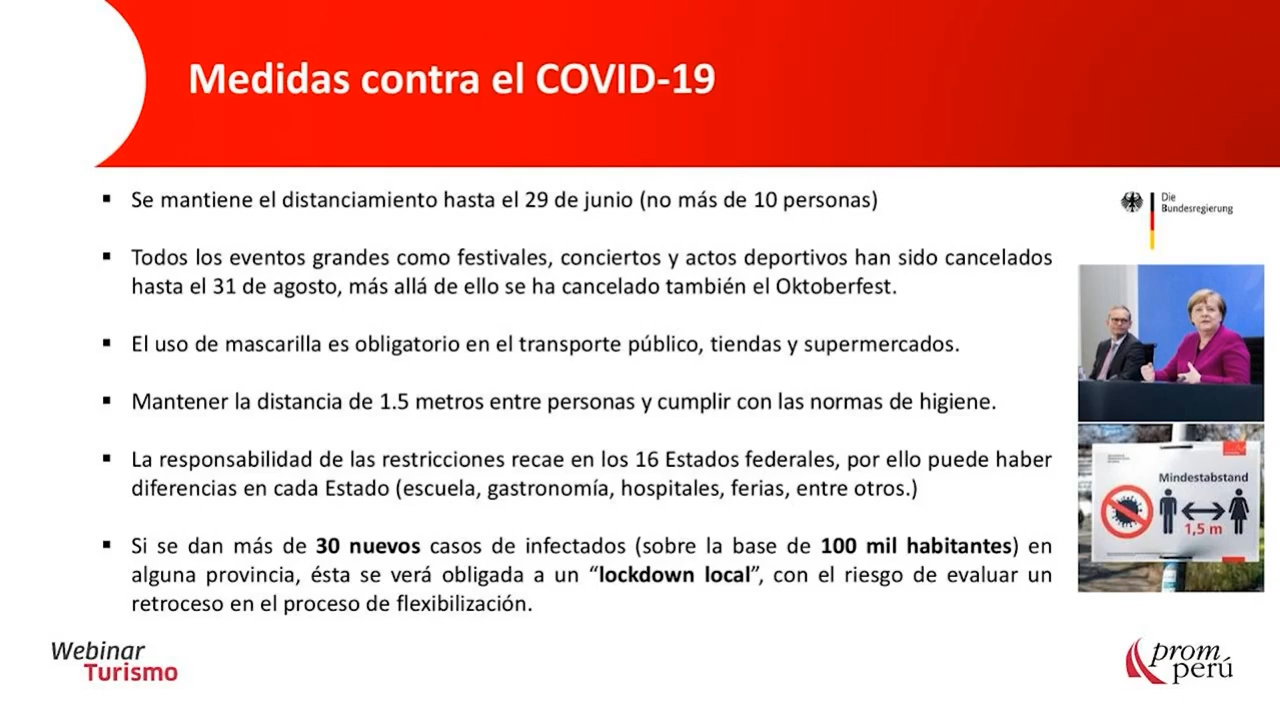 Medidas contra el COVID-19
▪ Se mantiene el distanciamiento hasta el 29 de junio (no más de 10 personas)
▪ Todos los eventos grandes como festivales, conciertos y actos deportivos han sido cancelados
hasta el 31 de agosto, más allá de ello se ha cancelado también el Oktoberfest.
▪ El uso de mascarilla es obligatorio en el transporte público, tiendas y supermercados.
▪ Mantener la distancia de 1.5 metros entre personas y cumplir con las normas de higiene.
▪ La responsabilidad de las restricciones recae en los 16 Estados federales, por ello puede haber
diferencias en cada Estado (escuela, gastronomía, hospitales, ferias, entre otros.)
▪ Si se dan más de 30 nuevos casos de infectados (sobre la base de 100 mil habitantes) en
alguna provincia, ésta se verá obligada a un “lockdown local”, con el riesgo de evaluar un
retroceso en el proceso de flexibilización.
Die
Bundesregierung
Mindestabstand
1,5 m
Webinar
Turismo
prom
perú